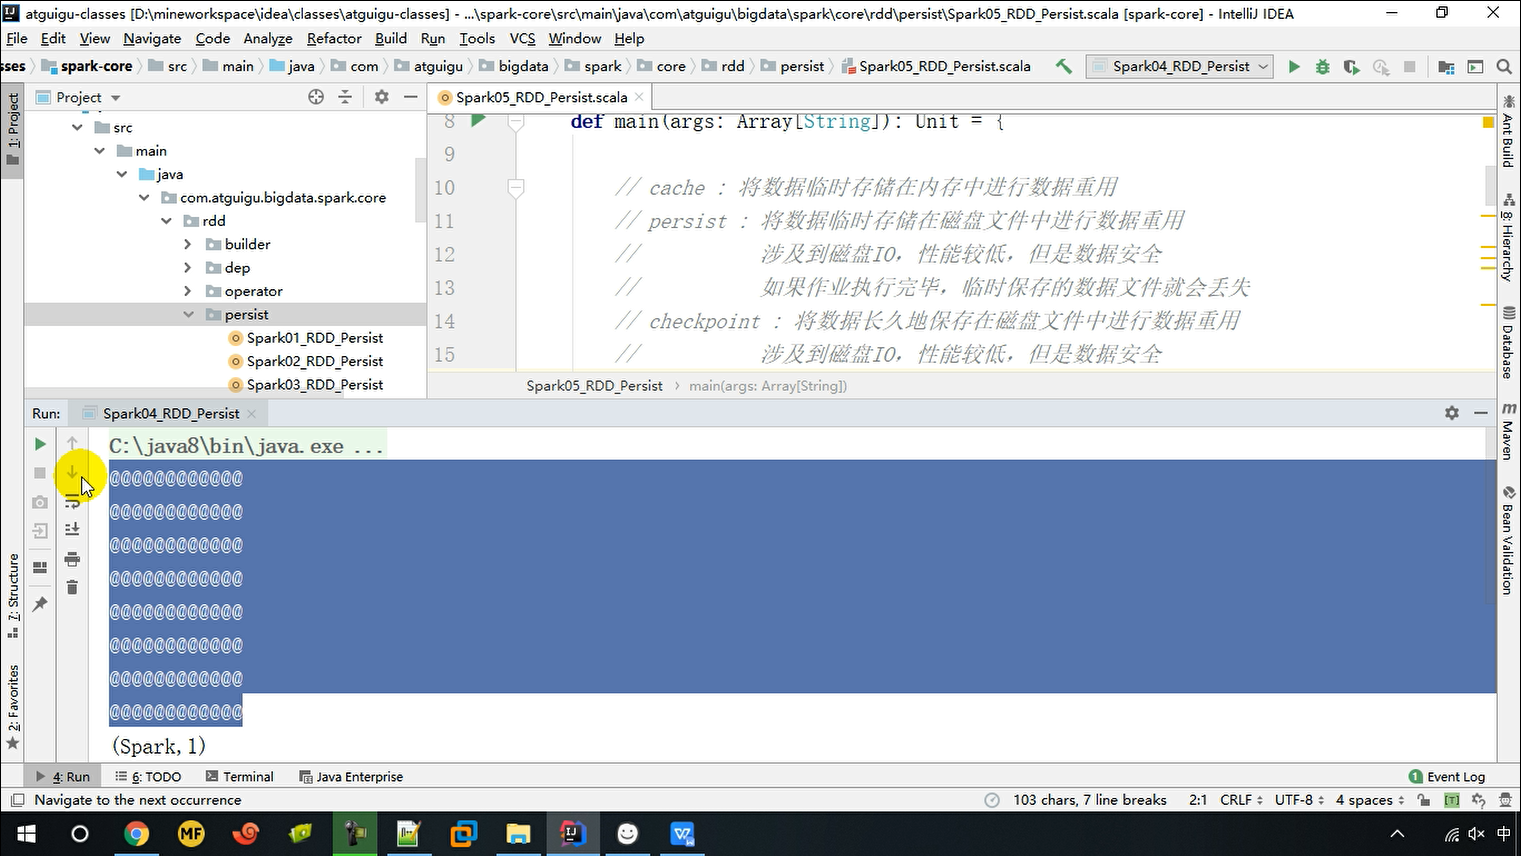 atguigu-classes [D:\mineworkspace\idea\classes\atguigu-classes] - ...\spark-core\src\main\java\com\atguigu\bigdata\spark\core\rdd\persist\Spark05_RDD_Persist.scala [spark-core] - IntelliJ IDEA
File Edit View Navigate Code Analyze Refactor Build Run Tools VCS Window Help
sses spark-core src main java com atguigu bigdata spark core rdd persist Spark05_RDD_Persist.scala Spark04_RDD_Persist
1: Project
Project
src
main
java
com.atguigu.bigdata.spark.core
rdd
builder
dep
operator
persist
Spark01_RDD_Persist
Spark02_RDD_Persist
Spark03_RDD_Persist
Spark05_RDD_Persist.scala
8 def main(args: Array[String]): Unit = {
9
10 // cache : 将数据临时存储在内存中进行数据重用
11 // persist : 将数据临时存储在磁盘文件中进行数据重用
12 // 涉及到磁盘IO，性能较低，但是数据安全
13 // 如果作业执行完毕，临时保存的数据文件就会丢失
14 // checkpoint : 将数据长久地保存在磁盘文件中进行数据重用
15 // 涉及到磁盘IO，性能较低，但是数据安全
Spark05_RDD_Persist › main(args: Array[String])
Ant Build
8: Hierarchy
Database
Maven
Bean Validation
Run: Spark04_RDD_Persist
C:\java8\bin\java.exe ...
@@@@@@@@@@@@
@@@@@@@@@@@@
@@@@@@@@@@@@
@@@@@@@@@@@@
@@@@@@@@@@@@
@@@@@@@@@@@@
@@@@@@@@@@@@
@@@@@@@@@@@@
(Spark,1)
7: Structure
2: Favorites
4: Run 6: TODO Terminal Java Enterprise 1 Event Log
Navigate to the next occurrence 103 chars, 7 line breaks 2:1 CRLF UTF-8 4 spaces
MF
中